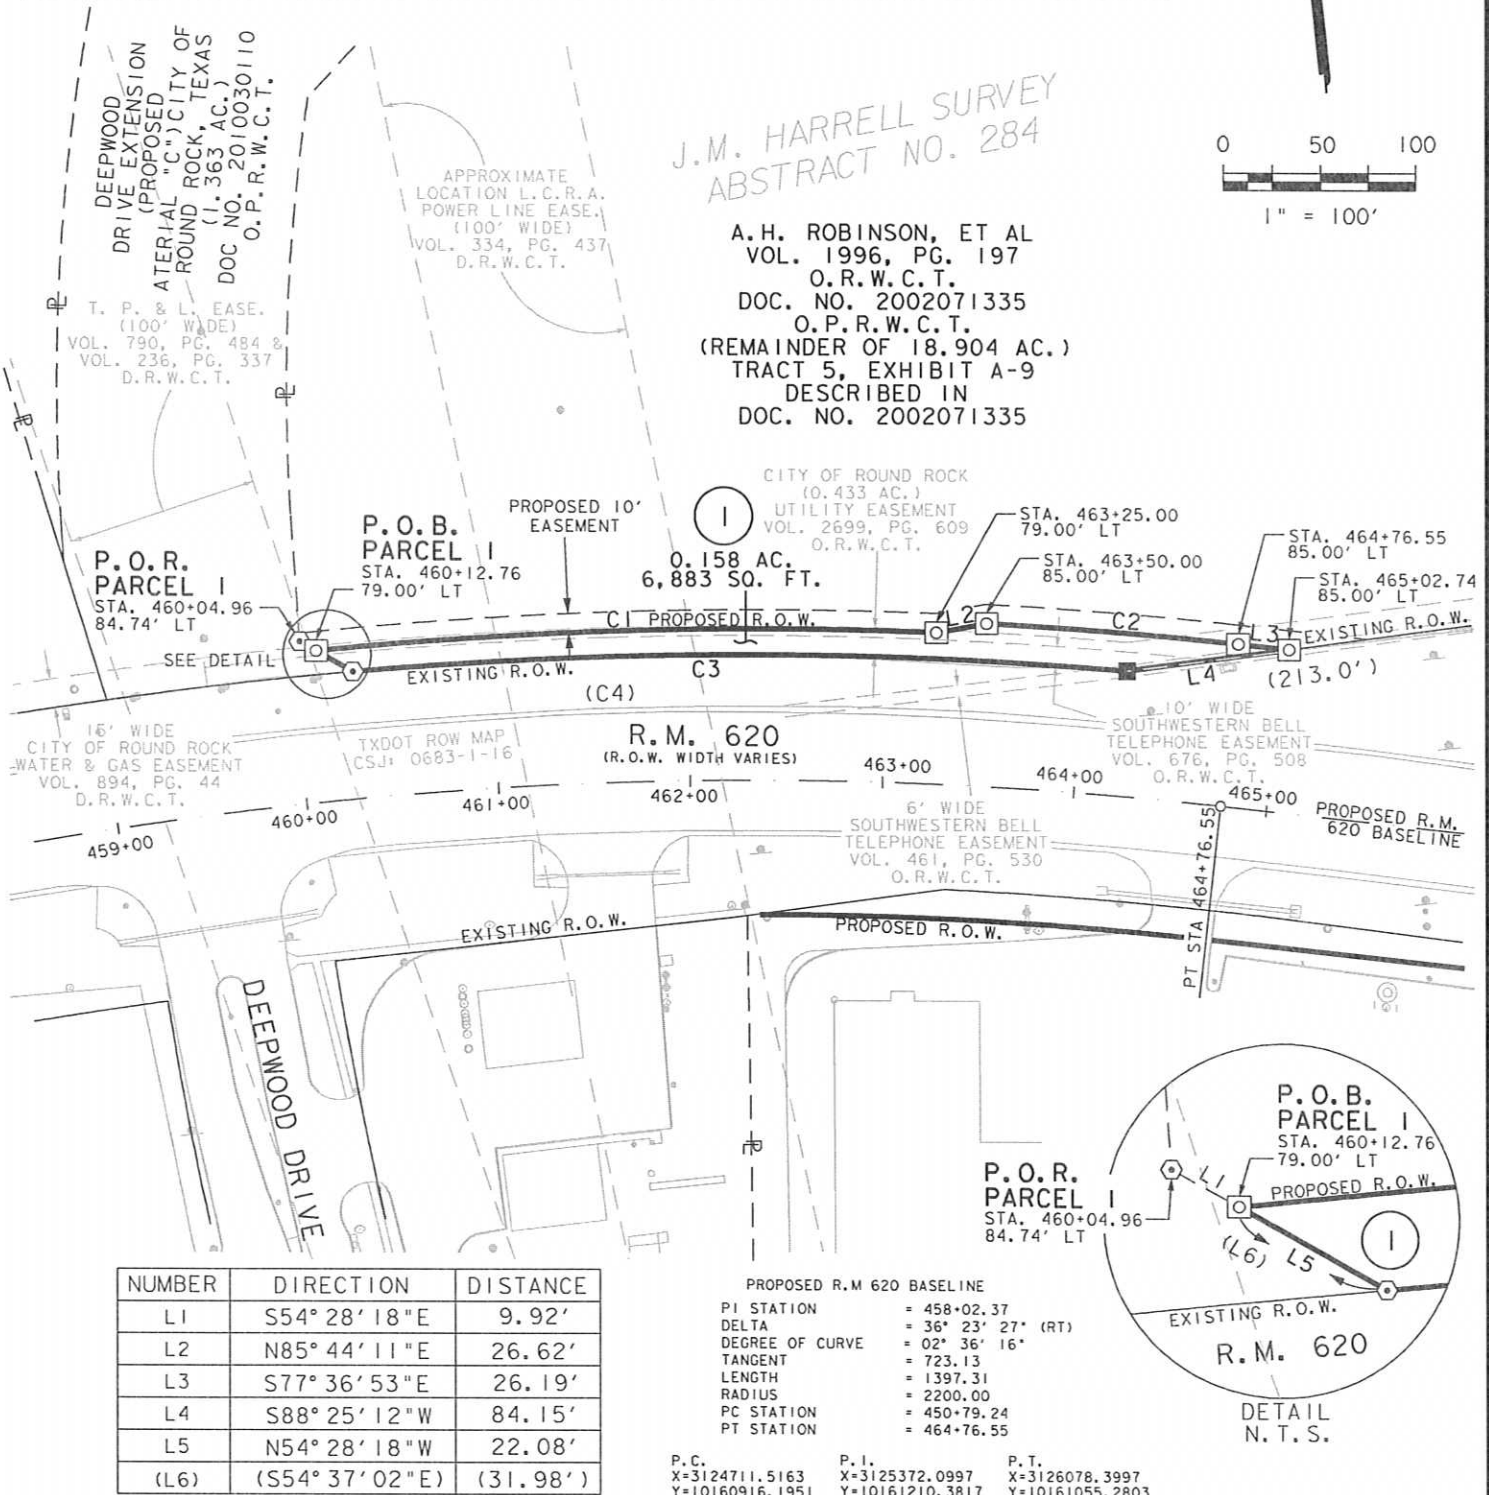 DEEPWOOD
DRIVE EXTENSION
(PROPOSED
ATERIAL "C") CITY OF
ROUND ROCK, TEXAS
(1.363 AC.)
DOC NO. 2010030110
O.P.R.W.C.T.
APPROXIMATE
LOCATION L.C.R.A.
POWER LINE EASE.
(100' WIDE)
VOL. 334, PG. 437
D.R.W.C.T.
J.M. HARRELL SURVEY
ABSTRACT NO. 284
0 50 100
1" = 100'
A.H. ROBINSON, ET AL
VOL. 1996, PG. 197
O.R.W.C.T.
DOC. NO. 2002071335
O.P.R.W.C.T.
(REMAINDER OF 18.904 AC.)
TRACT 5, EXHIBIT A-9
DESCRIBED IN
DOC. NO. 2002071335
T. P. & L. EASE.
(100' WIDE)
VOL. 790, PG. 484 &
VOL. 236, PG. 337
D.R.W.C.T.
PL
PL
PL
P.O.R.
PARCEL 1
STA. 460+04.96
84.74' LT
SEE DETAIL
P.O.B.
PARCEL 1
STA. 460+12.76
79.00' LT
PROPOSED 10'
EASEMENT
1
0.158 AC.
6,883 SQ. FT.
CITY OF ROUND ROCK
(0.433 AC.)
UTILITY EASEMENT
VOL. 2699, PG. 609
O.R.W.C.T.
STA. 463+25.00
79.00' LT
STA. 463+50.00
85.00' LT
STA. 464+76.55
85.00' LT
STA. 465+02.74
85.00' LT
C1 PROPOSED R.O.W.
L2
C2
L3
EXISTING R.O.W.
EXISTING R.O.W.
C3
L4
(213.0')
(C4)
16' WIDE
CITY OF ROUND ROCK
WATER & GAS EASEMENT
VOL. 894, PG. 44
D.R.W.C.T.
TXDOT ROW MAP
CSJ: 0683-1-16
R.M. 620
(R.O.W. WIDTH VARIES)
10' WIDE
SOUTHWESTERN BELL
TELEPHONE EASEMENT
VOL. 676, PG. 508
O.R.W.C.T.
459+00
460+00
461+00
462+00
463+00
464+00
465+00
PROPOSED R.M.
620 BASELINE
6' WIDE
SOUTHWESTERN BELL
TELEPHONE EASEMENT
VOL. 461, PG. 530
O.R.W.C.T.
PT STA 464+76.55
EXISTING R.O.W.
PROPOSED R.O.W.
DEEPWOOD DRIVE
PL
P.O.B.
PARCEL 1
STA. 460+12.76
79.00' LT
P.O.R.
PARCEL 1
STA. 460+04.96
84.74' LT
L1
PROPOSED R.O.W.
(L6)
L5
1
EXISTING R.O.W.
R.M. 620
DETAIL
N.T.S.
NUMBER DIRECTION DISTANCE
L1 S54°28'18"E 9.92'
L2 N85°44'11"E 26.62'
L3 S77°36'53"E 26.19'
L4 S88°25'12"W 84.15'
L5 N54°28'18"W 22.08'
(L6) (S54°37'02"E) (31.98')
PROPOSED R.M 620 BASELINE
PI STATION = 458+02.37
DELTA = 36° 23' 27" (RT)
DEGREE OF CURVE = 02° 36' 16"
TANGENT = 723.13
LENGTH = 1397.31
RADIUS = 2200.00
PC STATION = 450+79.24
PT STATION = 464+76.55
P.C. P.I. P.T.
X=3124711.5163 X=3125372.0997 X=3126078.3997
Y=10160916.1951 Y=10161210.3817 Y=10161055.2803